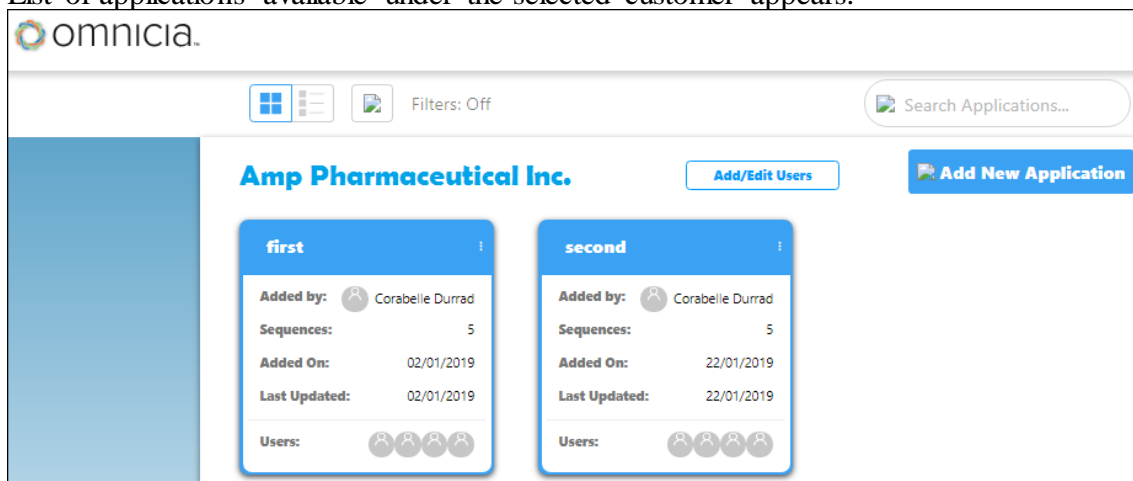 List of applications available under the selected customer appears.
omnicia™
Filters: Off
Search Applications...
Amp Pharmaceutical Inc.
Add/Edit Users
Add New Application
first
second
Added by: Corabelle Durrad
Added by: Corabelle Durrad
Sequences: 5
Sequences: 5
Added On: 02/01/2019
Added On: 22/01/2019
Last Updated: 02/01/2019
Last Updated: 22/01/2019
Users:
Users: